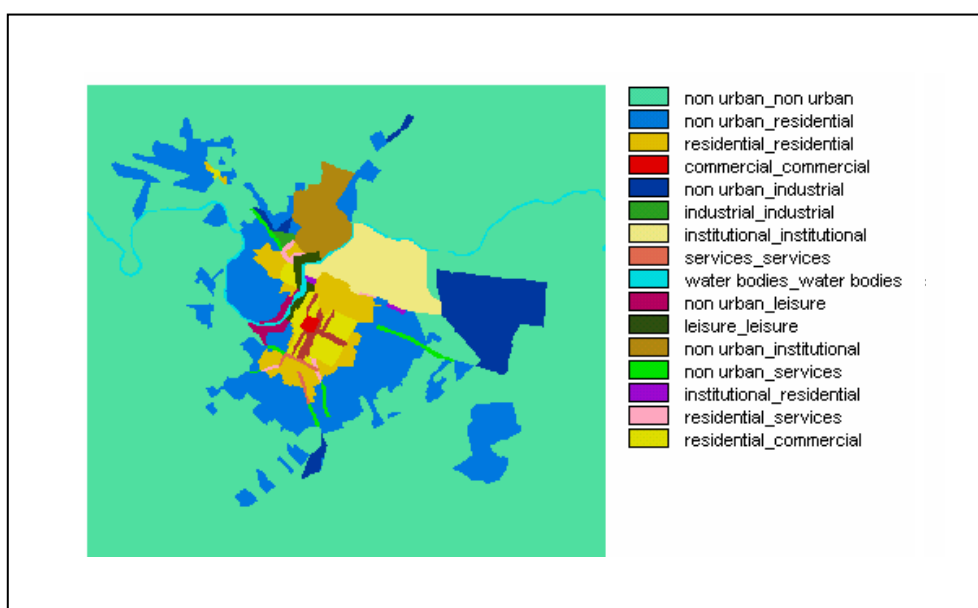 non urban_non urban
non urban_residential
residential_residential
commercial_commercial
non urban_industrial
industrial_industrial
institutional_institutional
services_services
water bodies_water bodies
non urban_leisure
leisure_leisure
non urban_institutional
non urban_services
institutional_residential
residential_services
residential_commercial